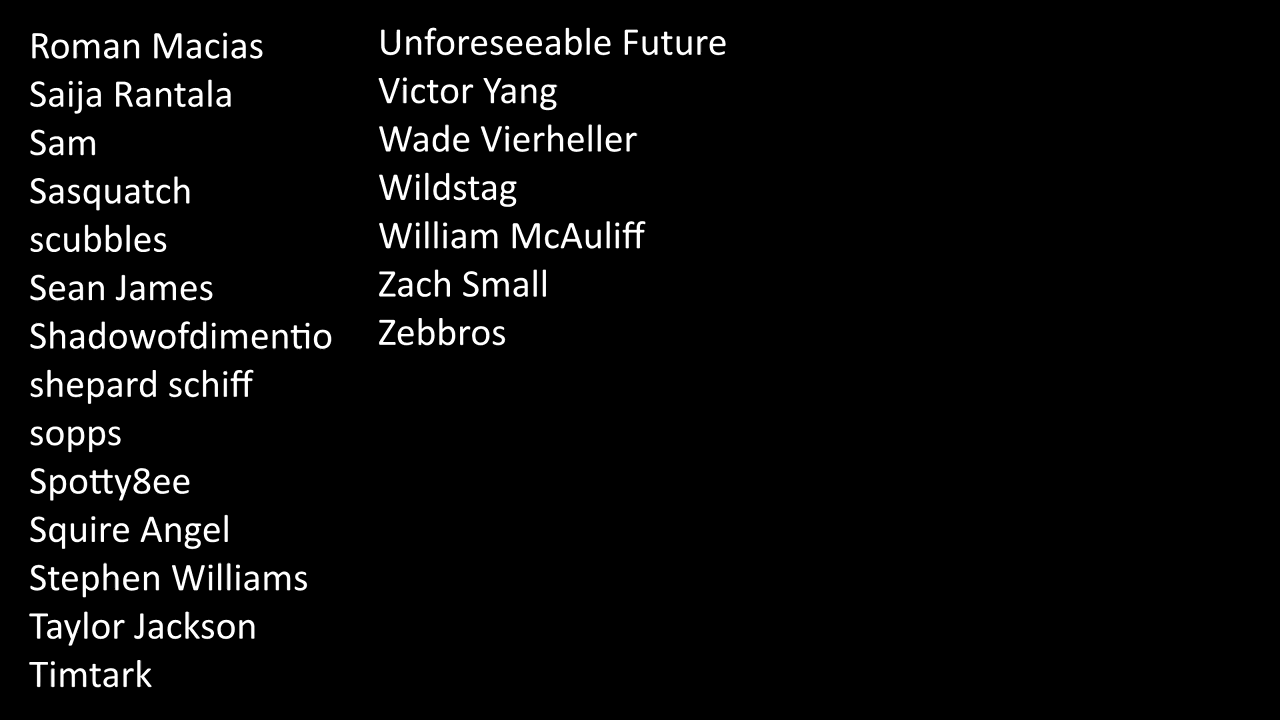 Roman Macias
Saija Rantala
Sam
Sasquatch
scubbles
Sean James
Shadowofdimentio
shepard schiff
sopps
Spotty8ee
Squire Angel
Stephen Williams
Taylor Jackson
Timtark
Unforeseeable Future
Victor Yang
Wade Vierheller
Wildstag
William McAuliff
Zach Small
Zebbros